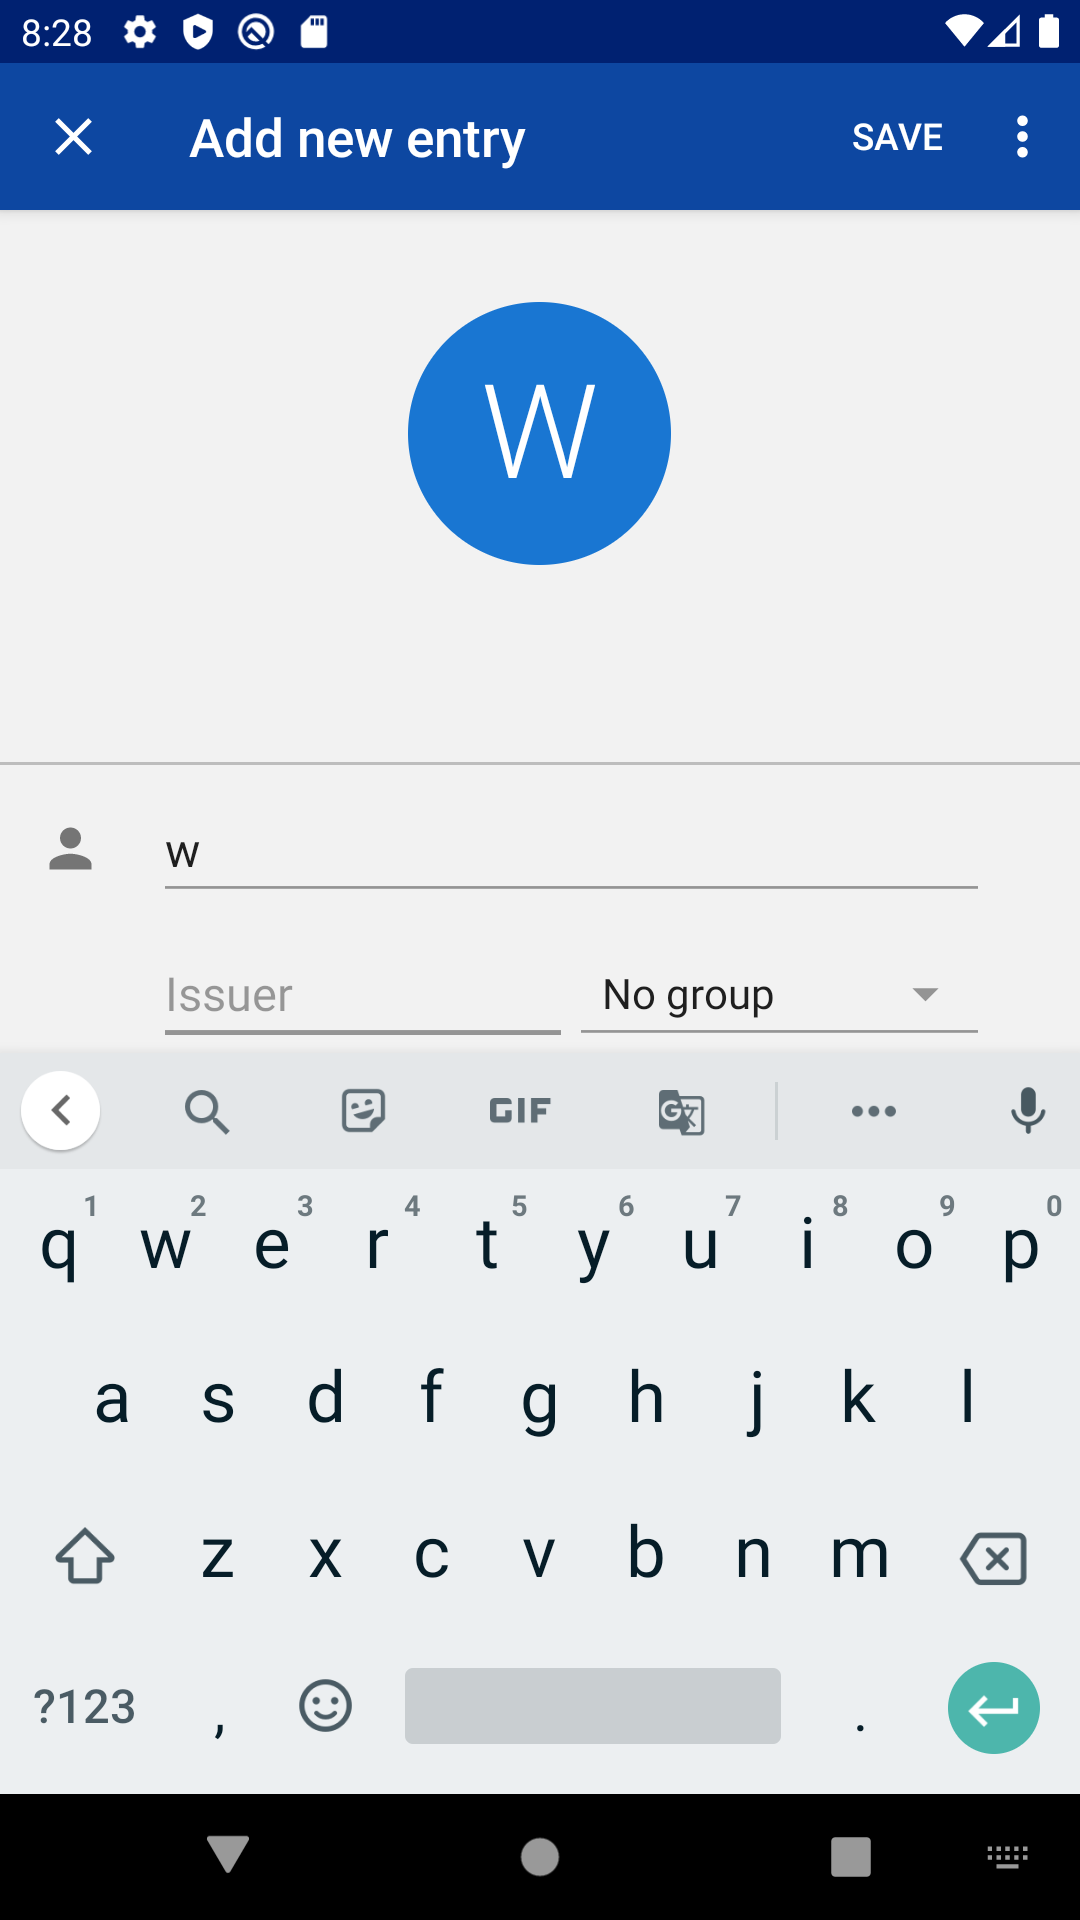 8:28
Add new entry
SAVE
W
w
Issuer
No group
GIF
G
1 2 3 4 5 6 7 8 9 0
q w e r t y u i o p
a s d f g h j k l
z x c v b n m
?123 , .